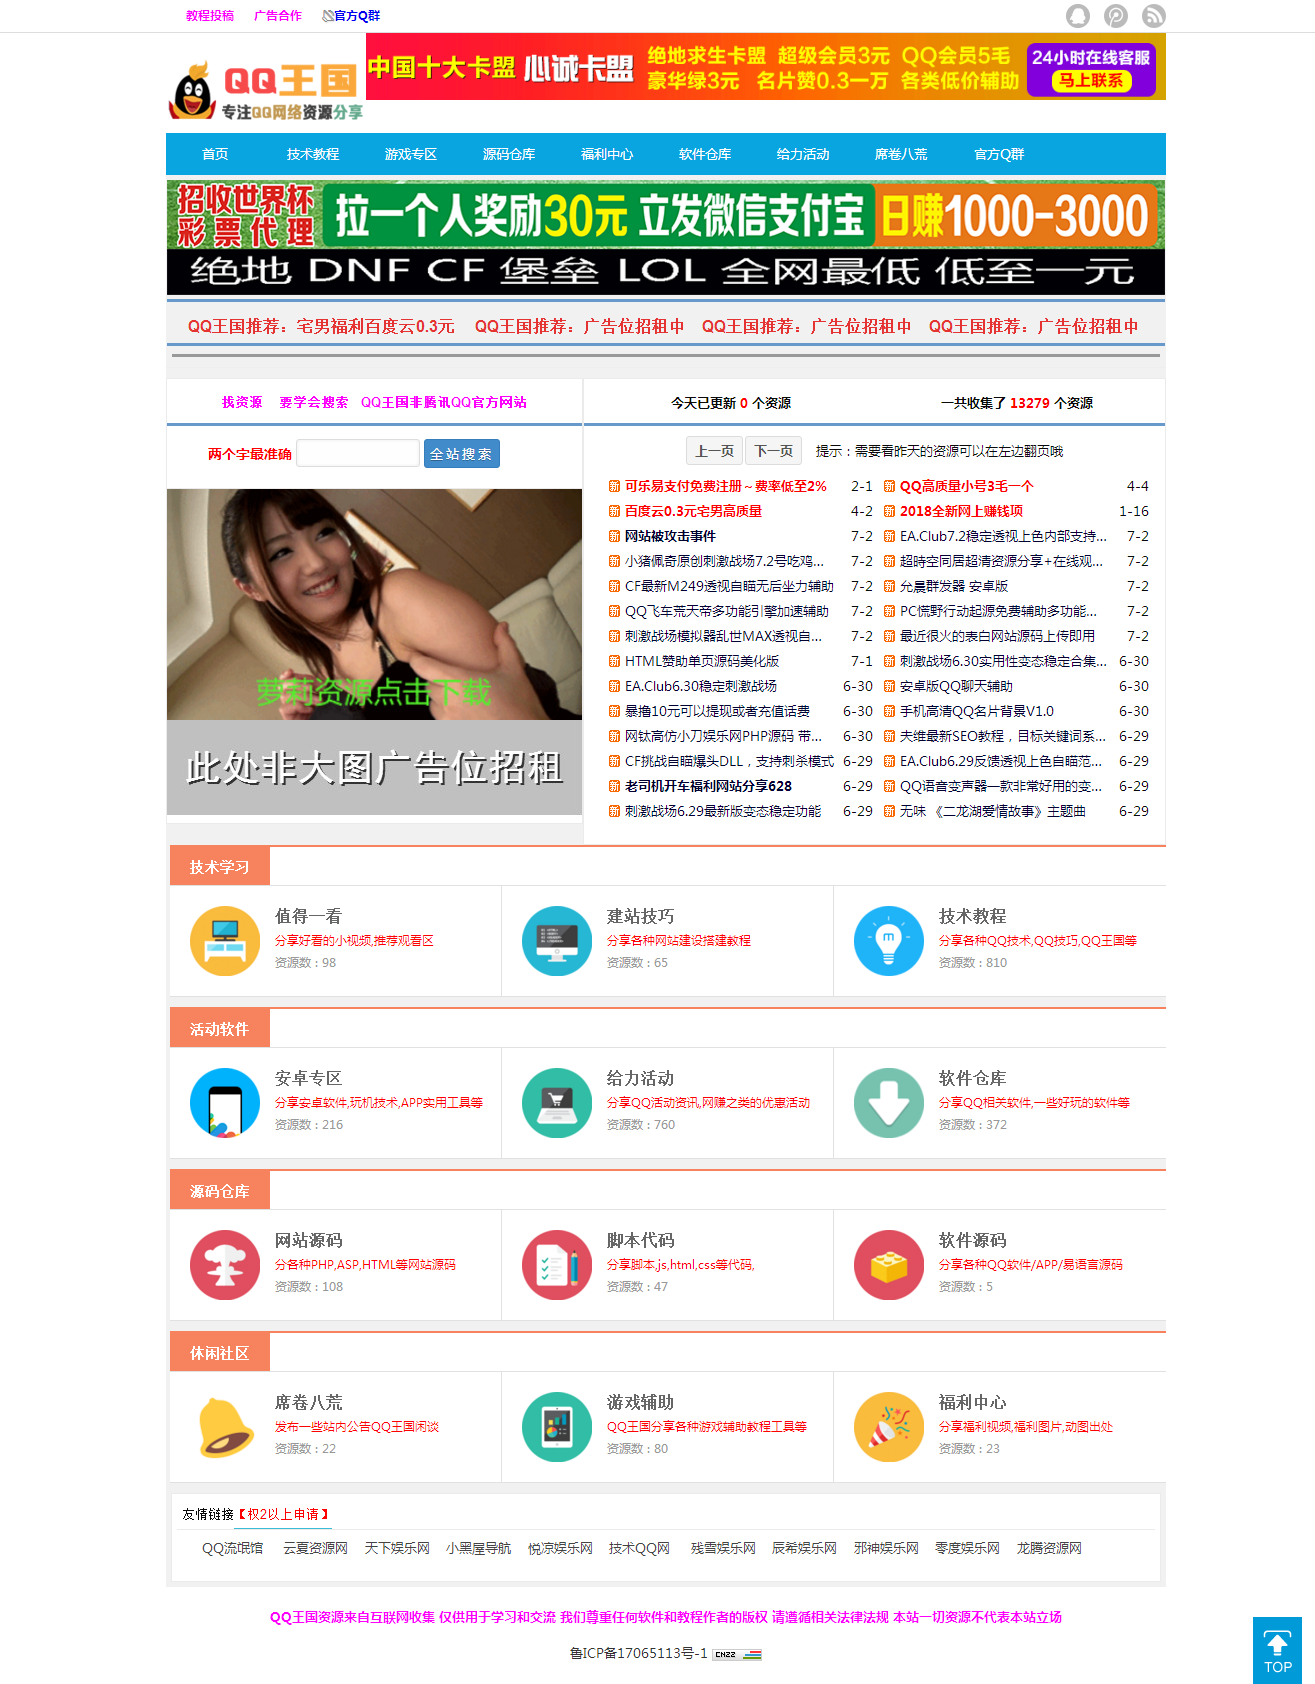 教程投稿 广告合作 官方Q群
QQ王国
专注QQ网络资源分享
中国十大卡盟 心诚卡盟 绝地求生卡盟 超级会员3元 QQ会员5毛
豪华绿3元 名片赞0.3一万 各类低价辅助
24小时在线客服
马上联系
首页 技术教程 游戏专区 源码仓库 福利中心 软件仓库 给力活动 席卷八荒 官方Q群
招收世界杯
彩票代理
拉一个人奖励30元 立发微信支付宝 日赚1000-3000
绝地 DNF CF 堡垒 LOL 全网最低 低至一元
QQ王国推荐：宅男福利百度云0.3元 QQ王国推荐：广告位招租中 QQ王国推荐：广告位招租中 QQ王国推荐：广告位招租中
找资源 要学会搜索 QQ王国非腾讯QQ官方网站
两个字最准确 全站搜索
萝莉资源点击下载
此处非大图广告位招租
今天已更新 0 个资源 一共收集了 13279 个资源
上一页 下一页 提示：需要看昨天的资源可以在左边翻页哦
新 可乐易支付免费注册～费率低至2% 2-1 新 QQ高质量小号3毛一个 4-4
新 百度云0.3元宅男高质量 4-2 新 2018全新网上赚钱项 1-16
新 网站被攻击事件 7-2 新 EA.Club7.2稳定透视上色内部支持... 7-2
新 小猪佩奇原创刺激战场7.2号吃鸡... 7-2 新 超時空同居超清资源分享+在线观... 7-2
新 CF最新M249透视自瞄无后坐力辅助 7-2 新 允晨群发器 安卓版 7-2
新 QQ飞车荒天帝多功能引擎加速辅助 7-2 新 PC慌野行动起源免费辅助多功能... 7-2
新 刺激战场模拟器乱世MAX透视自... 7-2 新 最近很火的表白网站源码上传即用 7-2
新 HTML赞助单页源码美化版 7-1 新 刺激战场6.30实用性变态稳定合集... 6-30
新 EA.Club6.30稳定刺激战场 6-30 新 安卓版QQ聊天辅助 6-30
新 暴撸10元可以提现或者充值话费 6-30 新 手机高清QQ名片背景V1.0 6-30
新 网钛高仿小刀娱乐网PHP源码 带... 6-30 新 夫维最新SEO教程，目标关键词系... 6-29
新 CF挑战自瞄爆头DLL，支持刺杀模式 6-29 新 EA.Club6.29反馈透视上色自瞄范... 6-29
新 老司机开车福利网站分享628 6-29 新 QQ语音变声器一款非常好用的变... 6-29
新 刺激战场6.29最新版变态稳定功能 6-29 新 无味 《二龙湖爱情故事》主题曲 6-29
技术学习
值得一看 建站技巧 技术教程
分享好看的小视频,推荐观看区 分享各种网站建设搭建教程 分享各种QQ技术,QQ技巧,QQ王国等
资源数 : 98 资源数 : 65 资源数 : 810
活动软件
安卓专区 给力活动 软件仓库
分享安卓软件,玩机技术,APP实用工具等 分享QQ活动资讯,网赚之类的优惠活动 分享QQ相关软件,一些好玩的软件等
资源数 : 216 资源数 : 760 资源数 : 372
源码仓库
网站源码 脚本代码 软件源码
分各种PHP,ASP,HTML等网站源码 分享脚本,js,html,css等代码, 分享各种QQ软件/APP/易语言源码
资源数 : 108 资源数 : 47 资源数 : 5
休闲社区
席卷八荒 游戏辅助 福利中心
发布一些站内公告QQ王国闲谈 QQ王国分享各种游戏辅助教程工具等 分享福利视频,福利图片,动图出处
资源数 : 22 资源数 : 80 资源数 : 23
友情链接【权2以上申请】
QQ流氓馆 云夏资源网 天下娱乐网 小黑屋导航 悦凉娱乐网 技术QQ网 残雪娱乐网 辰希娱乐网 邪神娱乐网 零度娱乐网 龙腾资源网
QQ王国资源来自互联网收集 仅供用于学习和交流 我们尊重任何软件和教程作者的版权 请遵循相关法律法规 本站一切资源不代表本站立场
鲁ICP备17065113号-1 CNZZ
TOP